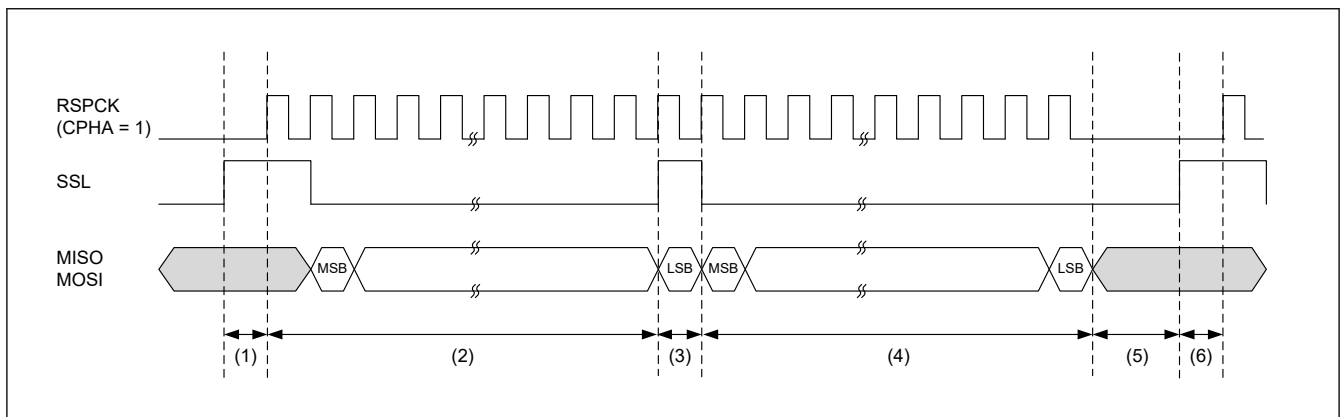 RSPCK
(CPHA = 1)
SSL
MISO
MOSI
MSB
LSB
MSB
LSB
(1)
(2)
(3)
(4)
(5)
(6)